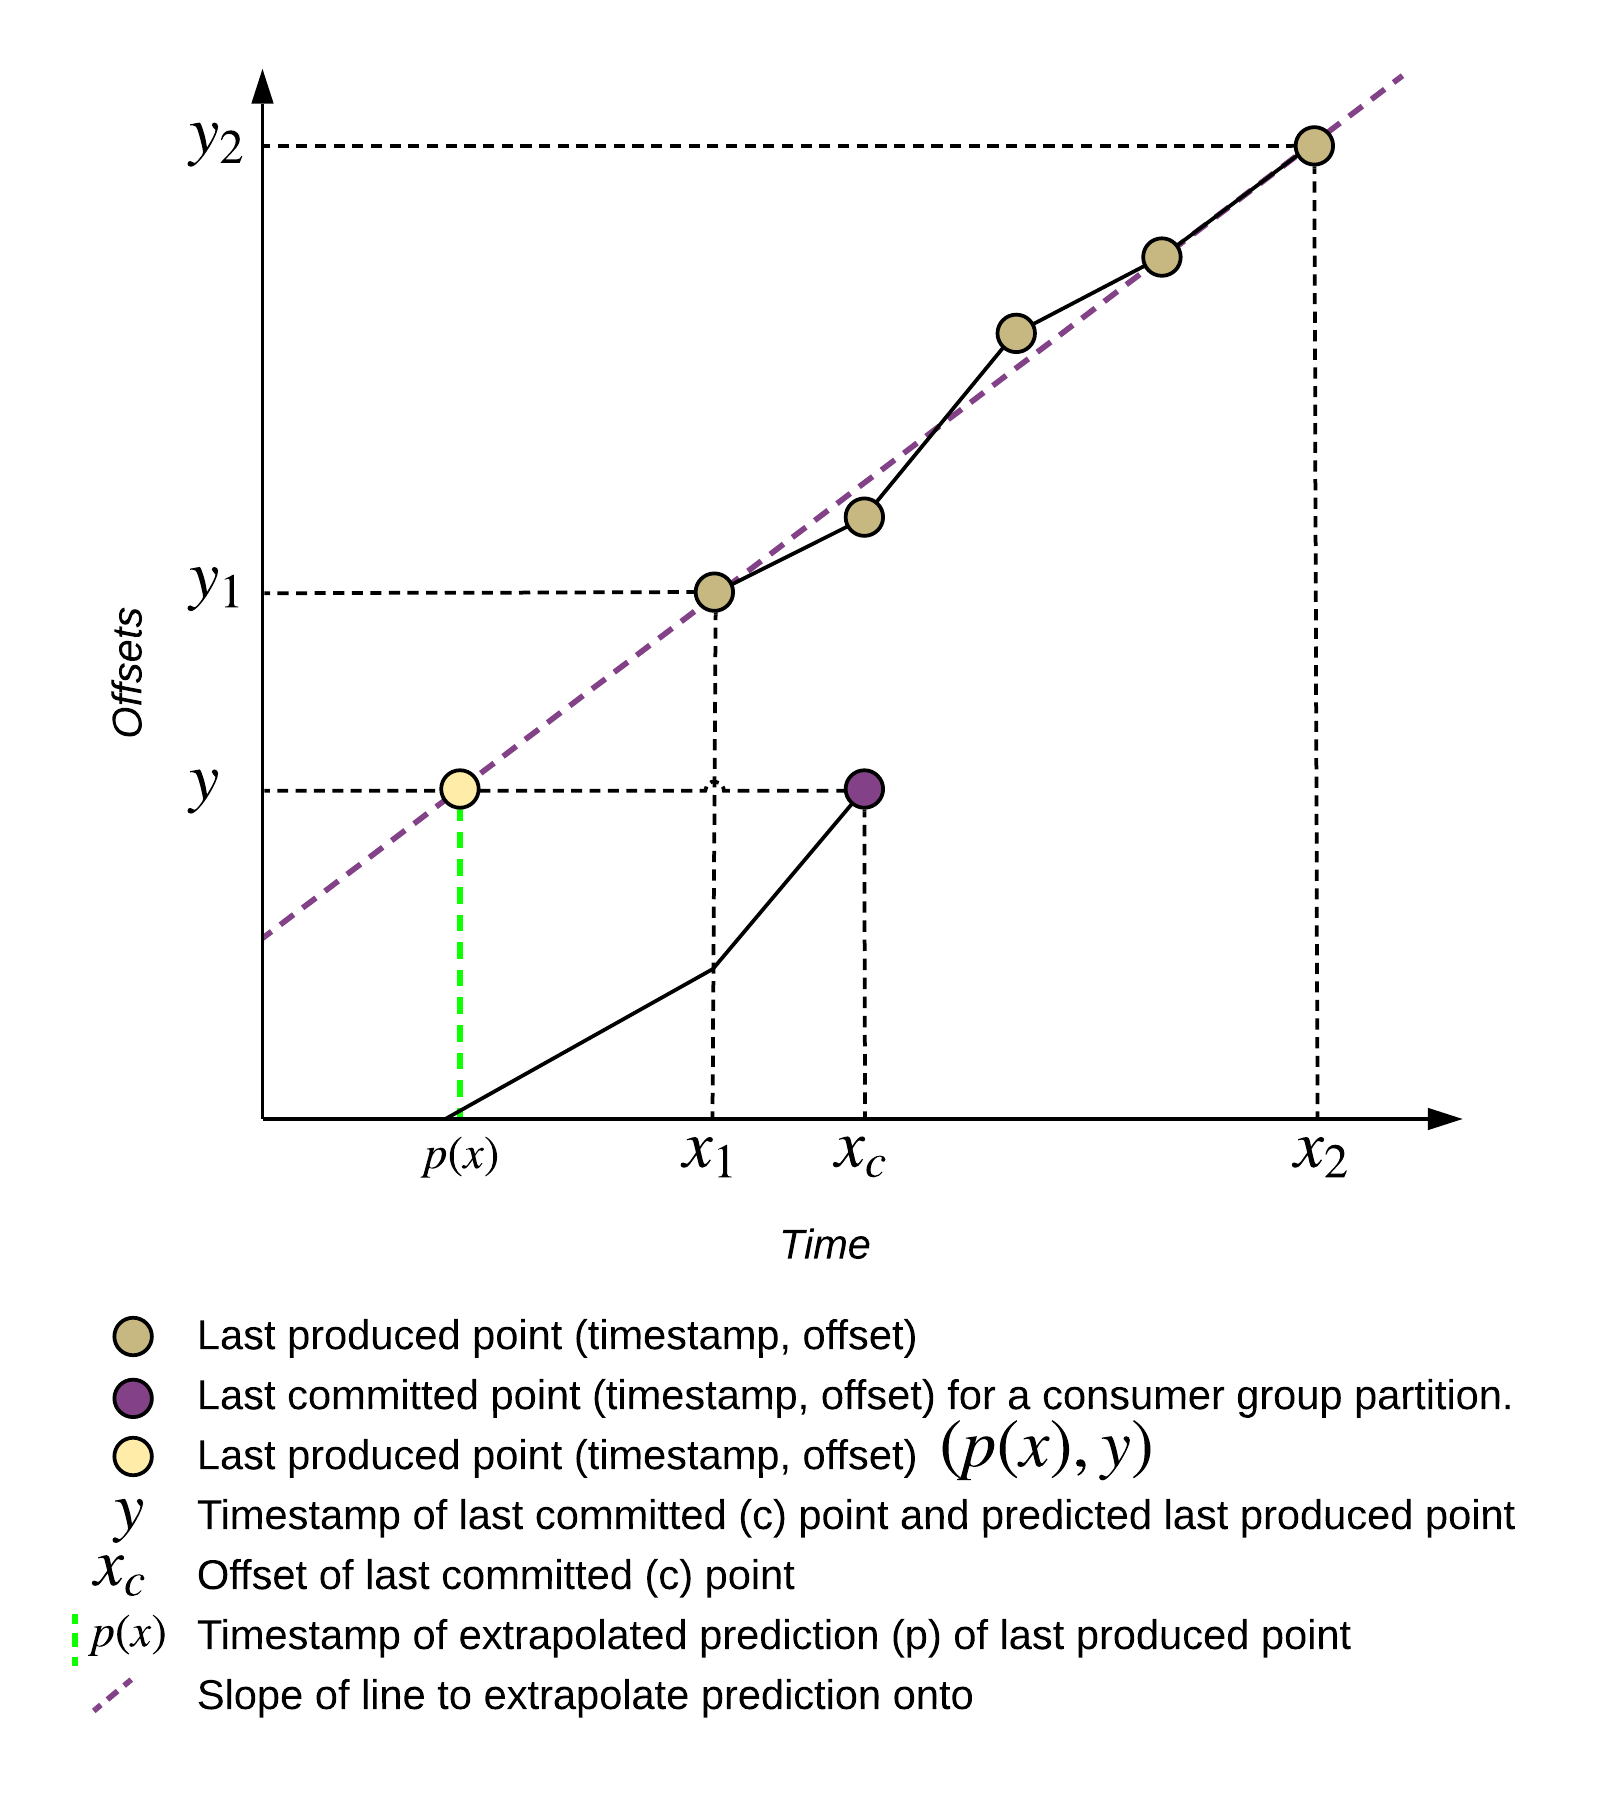 y2
y1
Offsets
y
p(x) x1 xc x2
Time
Last produced point (timestamp, offset)
Last committed point (timestamp, offset) for a consumer group partition.
Last produced point (timestamp, offset) (p(x), y)
y Timestamp of last committed (c) point and predicted last produced point
xc Offset of last committed (c) point
p(x) Timestamp of extrapolated prediction (p) of last produced point
Slope of line to extrapolate prediction onto